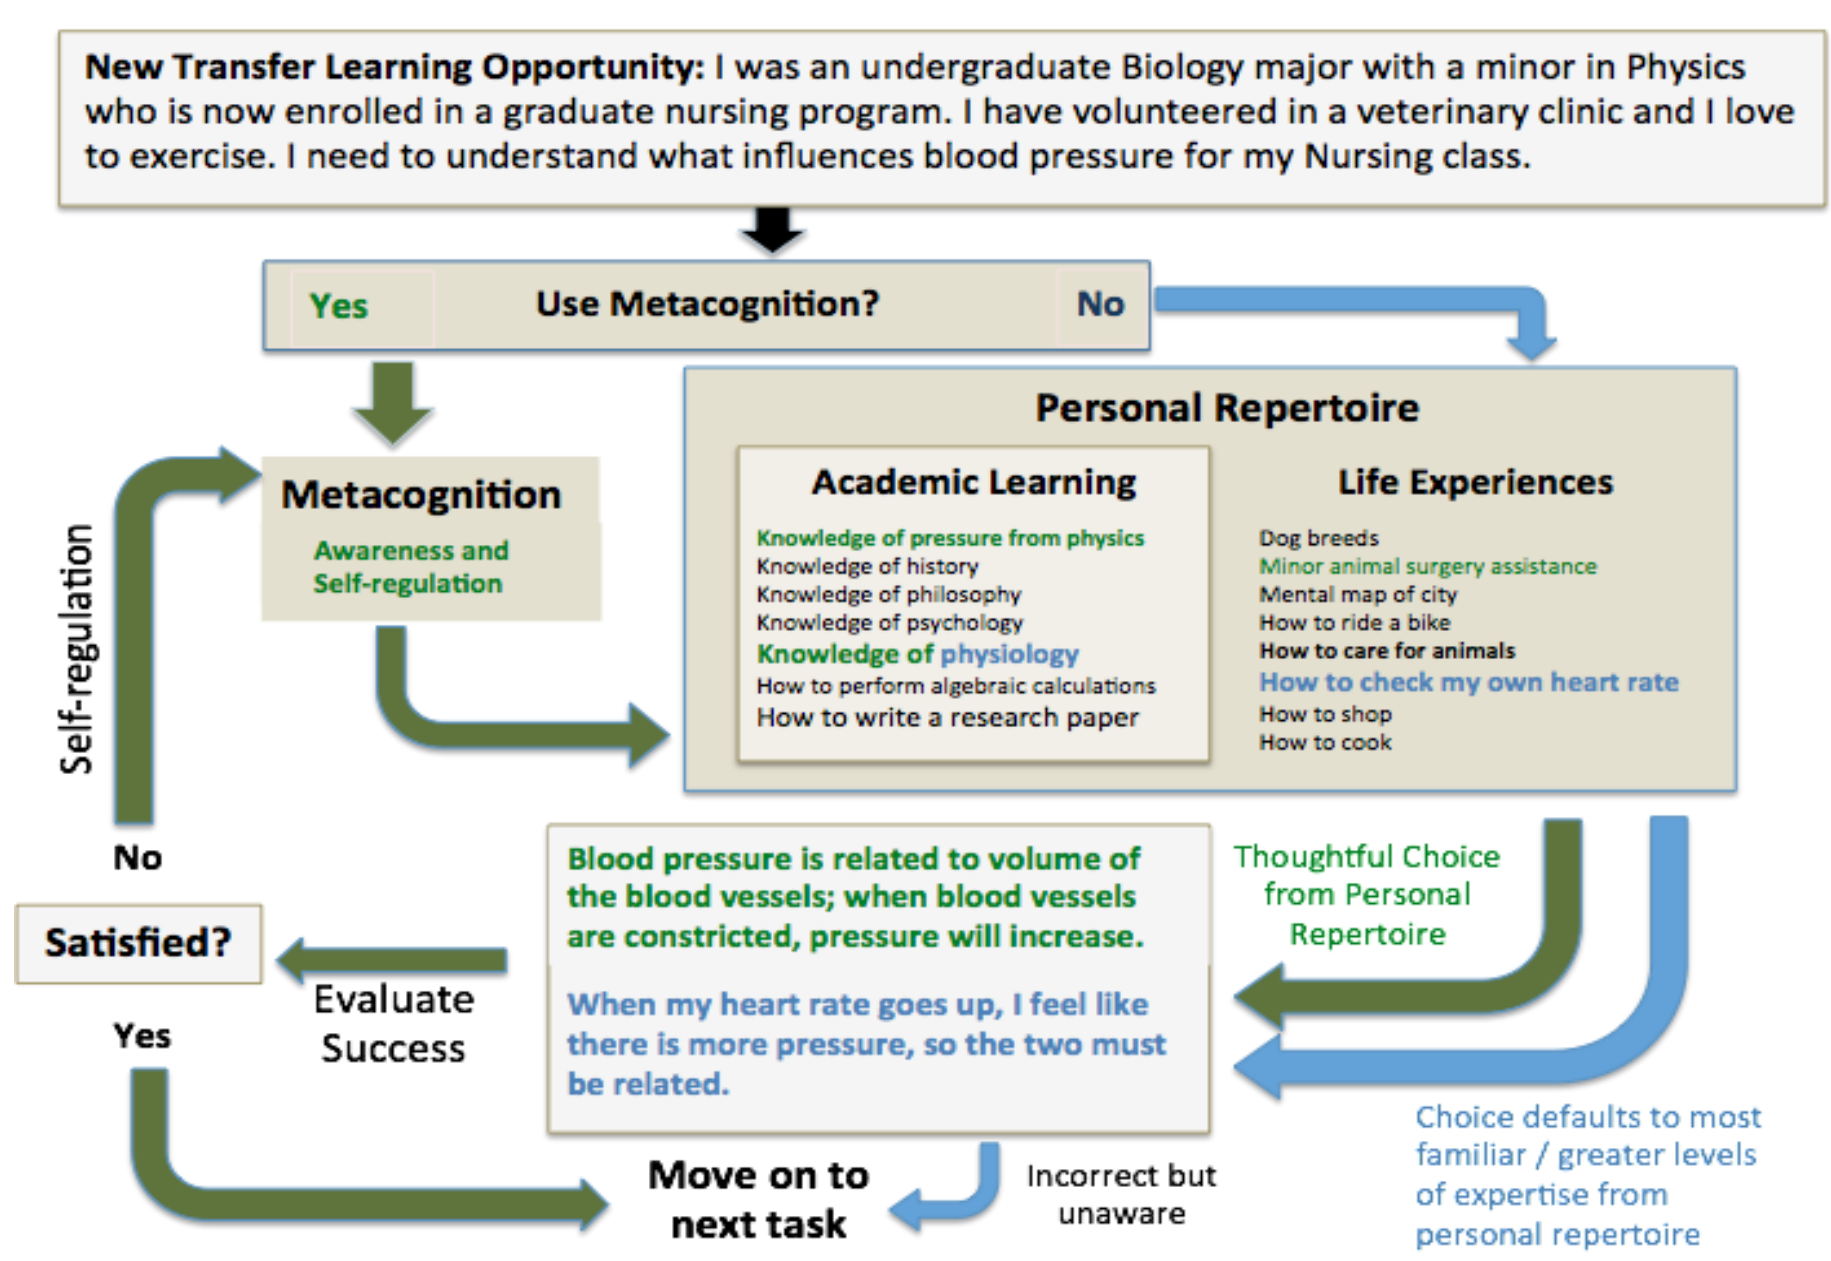 New Transfer Learning Opportunity: I was an undergraduate Biology major with a minor in Physics
who is now enrolled in a graduate nursing program. I have volunteered in a veterinary clinic and I love
to exercise. I need to understand what influences blood pressure for my Nursing class.
Yes
Use Metacognition?
No
Metacognition
Awareness and
Self-regulation
Personal Repertoire
Academic Learning
Knowledge of pressure from physics
Knowledge of history
Knowledge of philosophy
Knowledge of psychology
Knowledge of physiology
How to perform algebraic calculations
How to write a research paper
Life Experiences
Dog breeds
Minor animal surgery assistance
Mental map of city
How to ride a bike
How to care for animals
How to check my own heart rate
How to shop
How to cook
Self-regulation
No
Satisfied?
Yes
Evaluate
Success
Blood pressure is related to volume of
the blood vessels; when blood vessels
are constricted, pressure will increase.
When my heart rate goes up, I feel like
there is more pressure, so the two must
be related.
Thoughtful Choice
from Personal
Repertoire
Choice defaults to most
familiar / greater levels
of expertise from
personal repertoire
Move on to
next task
Incorrect but
unaware